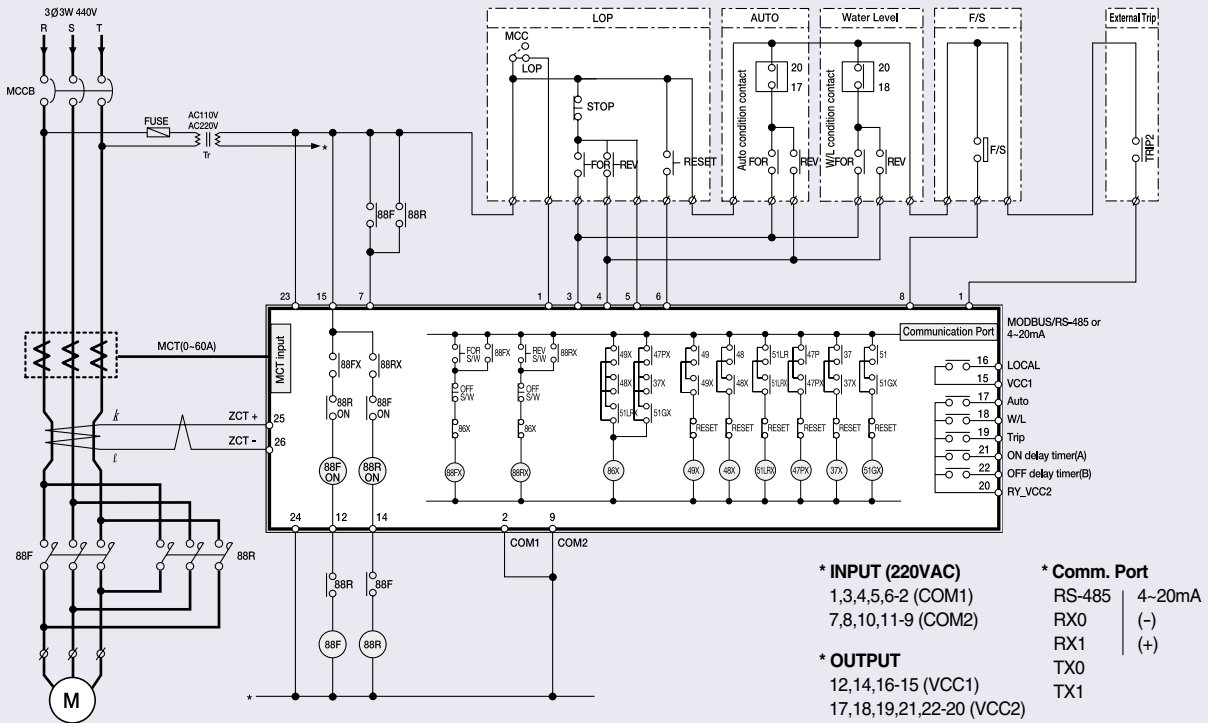 3Ø3W 440V
R S T
MCCB
FUSE
AC110V
AC220V
Tr
*
LOP
MCC
LOP
STOP
FOR
REV
RESET
AUTO
Auto condition contact
20
17
FOR
REV
Water Level
W/L condition contact
20
18
FOR
REV
F/S
F/S
External Trip
TRIP2
88F
88R
23 15 7 1 3 4 5 6 8 1
MCT(0~60A)
MCT input
Communication Port
MODBUS/RS-485 or
4~20mA
88FX
88RX
88R
ON
88F
ON
88F
ON
88R
ON
FOR
S/W
88FX
OFF
S/W
86X
88FX
REV
S/W
88RX
OFF
S/W
86X
88RX
49X
47PX
48X
37X
51LRX
51GX
86X
49 48 51LR 47P 37 51
49X 48X 51LRX 47PX 37X 51GX
RESET RESET RESET RESET RESET RESET
49X 48X 51LRX 47PX 37X 51GX
16 LOCAL
15 VCC1
17 Auto
18 W/L
19 Trip
21 ON delay timer(A)
22 OFF delay timer(B)
20 RY_VCC2
k
ZCT + 25
ZCT - 26
ℓ
24 12 14 2 9
COM1 COM2
88F
88R
88R
88F
88F
88R
*
M
* INPUT (220VAC)
1,3,4,5,6-2 (COM1)
7,8,10,11-9 (COM2)
* OUTPUT
12,14,16-15 (VCC1)
17,18,19,21,22-20 (VCC2)
* Comm. Port
RS-485 4~20mA
RX0 (-)
RX1 (+)
TX0
TX1